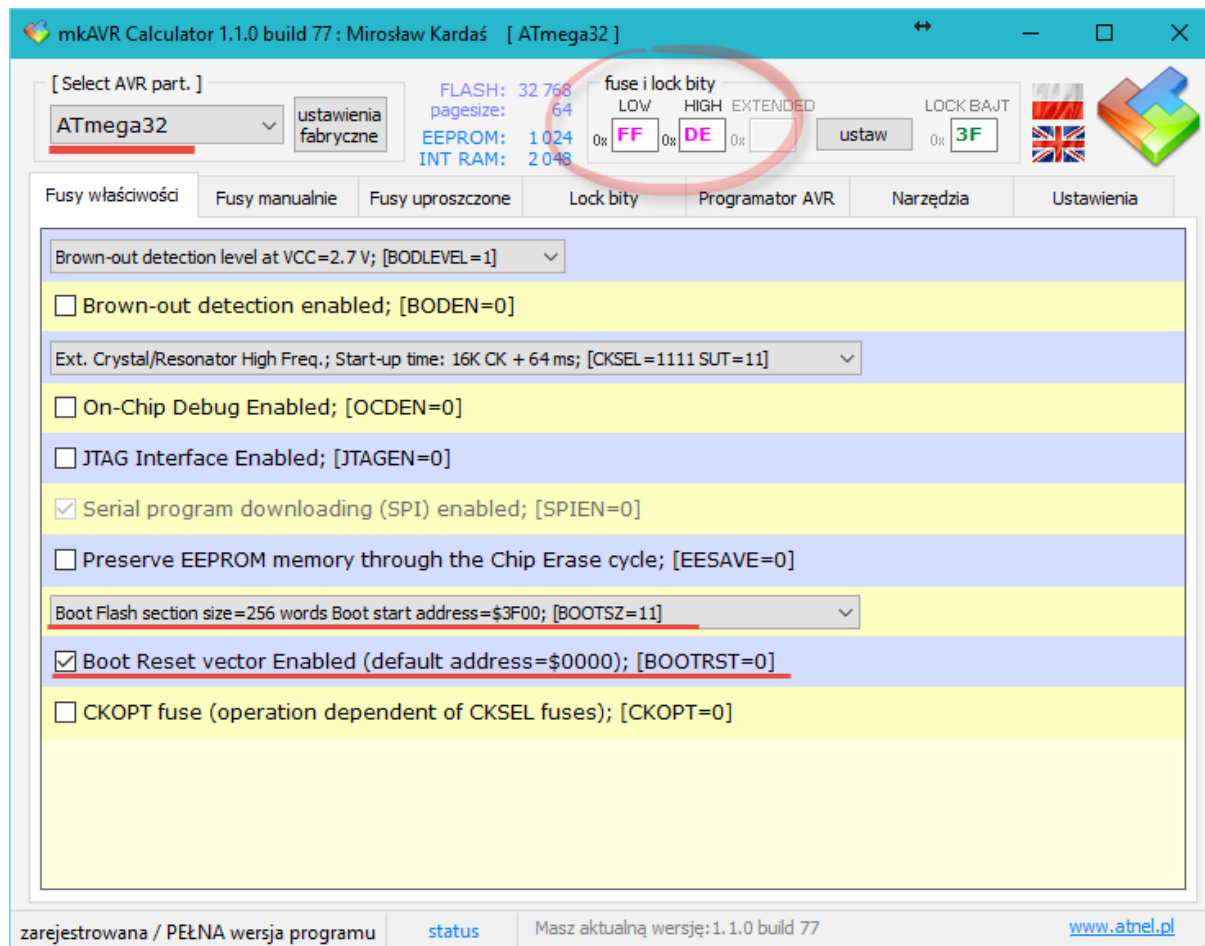 mkAVR Calculator 1.1.0 build 77 : Mirosław Kardaś [ ATmega32 ]
[ Select AVR part. ]
ATmega32
ustawienia
fabryczne
FLASH: 32 768
pagesize: 64
EEPROM: 1 024
INT RAM: 2 048
fuse i lock bity
LOW HIGH EXTENDED LOCK BAJT
0x FF 0x DE 0x ustaw 0x 3F
Fusy właściwości Fusy manualnie Fusy uproszczone Lock bity Programator AVR Narzędzia Ustawienia
Brown-out detection level at VCC=2.7 V; [BODLEVEL=1]
Brown-out detection enabled; [BODEN=0]
Ext. Crystal/Resonator High Freq.; Start-up time: 16K CK + 64 ms; [CKSEL=1111 SUT=11]
On-Chip Debug Enabled; [OCDEN=0]
JTAG Interface Enabled; [JTAGEN=0]
Serial program downloading (SPI) enabled; [SPIEN=0]
Preserve EEPROM memory through the Chip Erase cycle; [EESAVE=0]
Boot Flash section size=256 words Boot start address=$3F00; [BOOTSZ=11]
Boot Reset vector Enabled (default address=$0000); [BOOTRST=0]
CKOPT fuse (operation dependent of CKSEL fuses); [CKOPT=0]
zarejestrowana / PEŁNA wersja programu status Masz aktualną wersję:1.1.0 build 77 www.atnel.pl